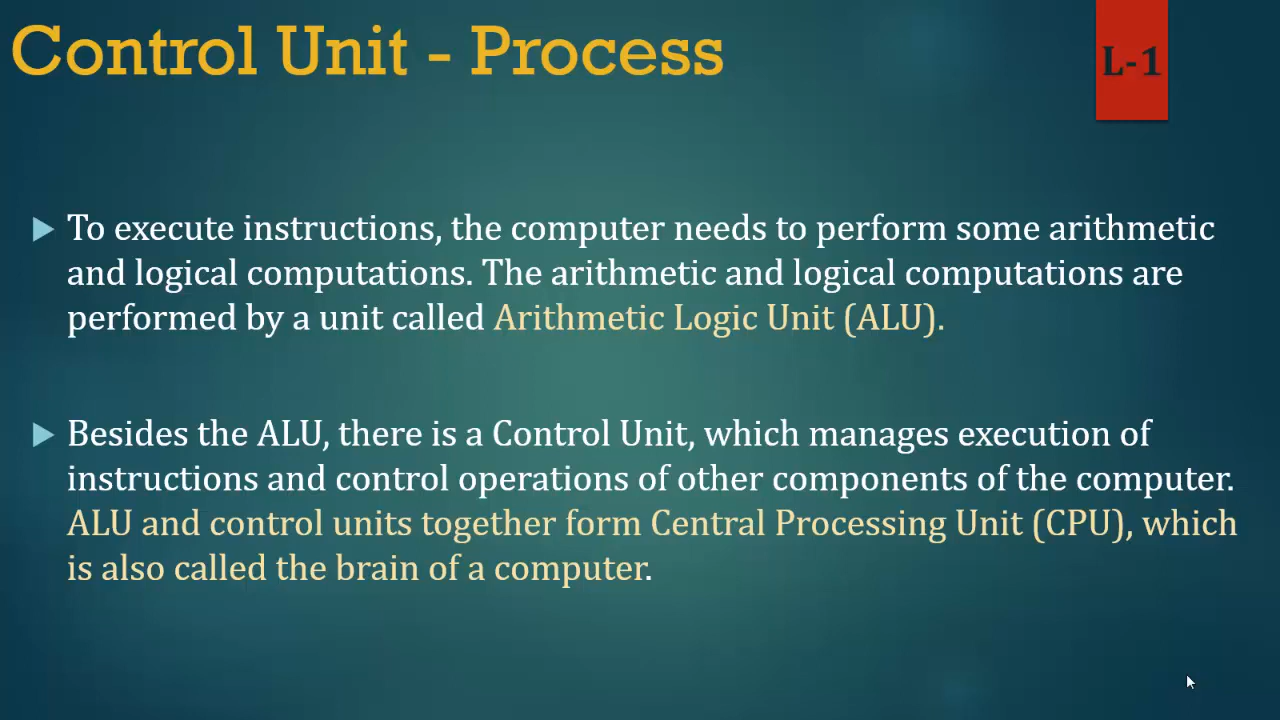 Control Unit - Process
L-1
To execute instructions, the computer needs to perform some arithmetic
and logical computations. The arithmetic and logical computations are
performed by a unit called Arithmetic Logic Unit (ALU).
Besides the ALU, there is a Control Unit, which manages execution of
instructions and control operations of other components of the computer.
ALU and control units together form Central Processing Unit (CPU), which
is also called the brain of a computer.